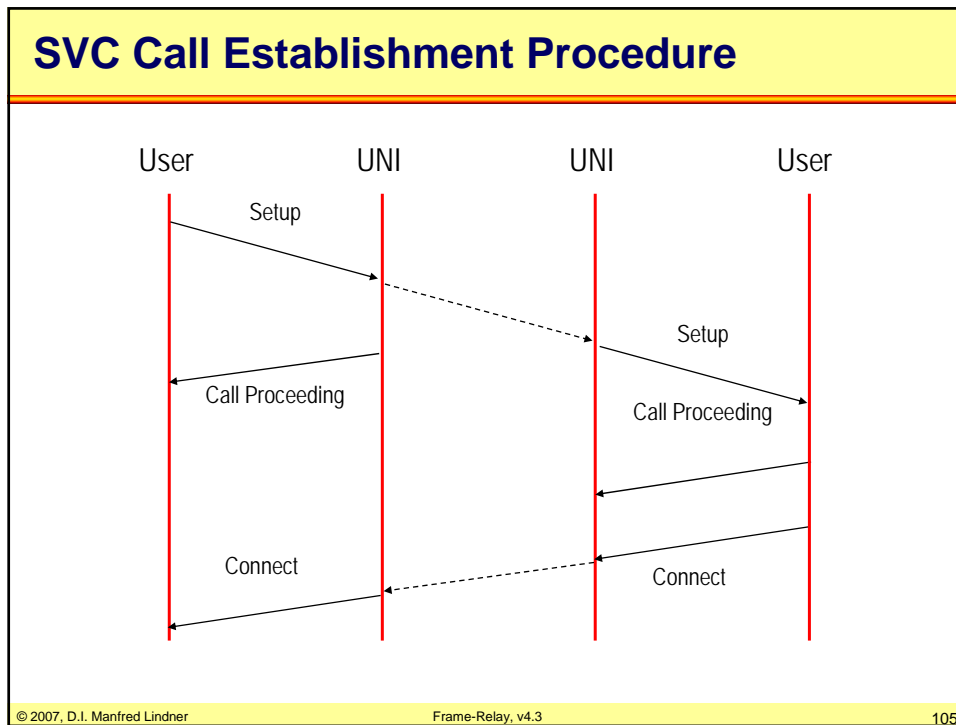 SVC Call Establishment Procedure
User UNI UNI User
Setup
Setup
Call Proceeding
Call Proceeding
Connect
Connect
© 2007, D.I. Manfred Lindner Frame-Relay, v4.3 105